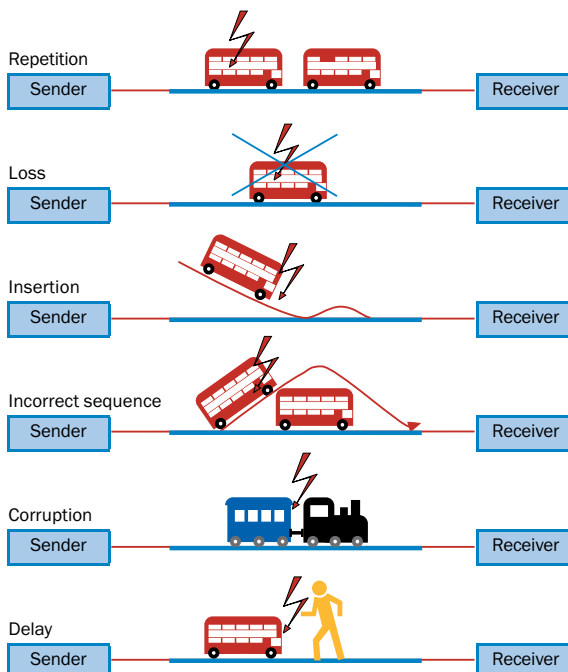 Repetition
Sender
Receiver
Loss
Sender
Receiver
Insertion
Sender
Receiver
Incorrect sequence
Sender
Receiver
Corruption
Sender
Receiver
Delay
Sender
Receiver